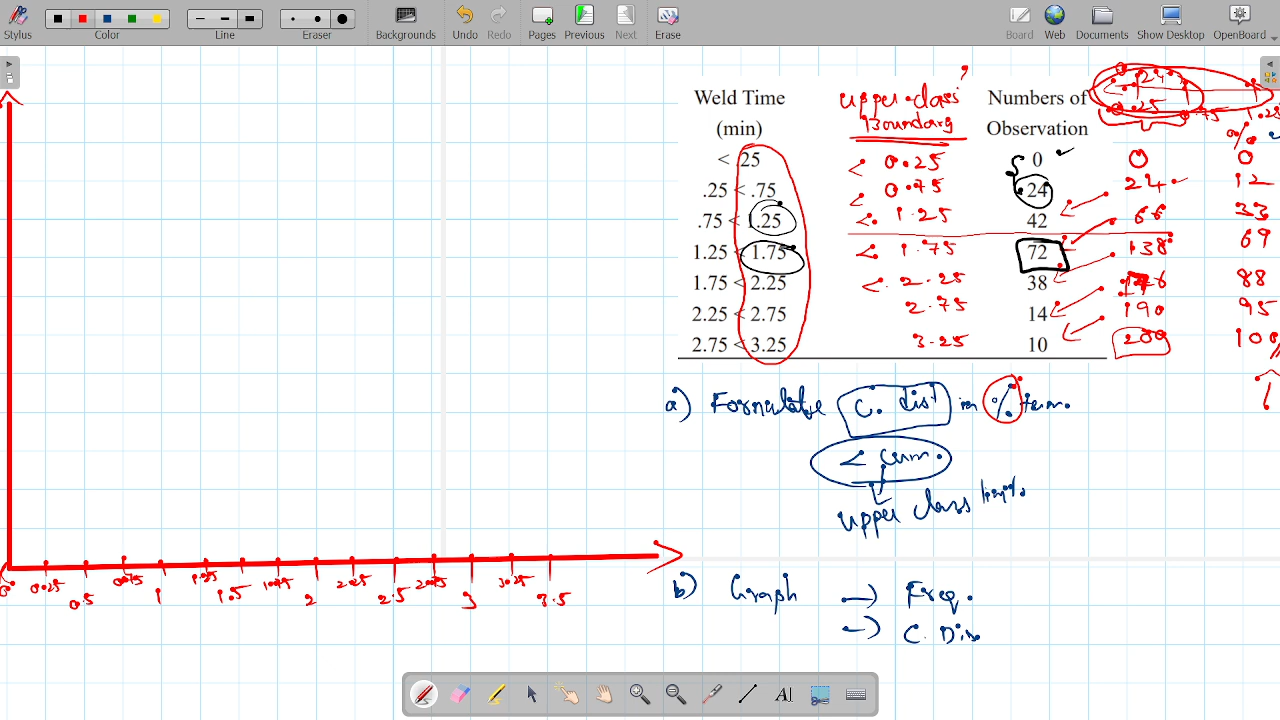 Stylus Color Line Eraser Backgrounds Undo Redo Pages Previous Next Erase Board Web Documents Show Desktop OpenBoard
Weld Time (min) upper class Boundary Numbers of Observation %
< .25 < 0.25 0 0 0
.25 < .75 < 0.75 24 24 12
.75 < 1.25 < 1.25 42 66 33
1.25 < 1.75 < 1.75 72 138 69
1.75 < 2.25 < 2.25 38 176 88
2.25 < 2.75 2.75 14 190 95
2.75 < 3.25 3.25 10 200 100
a) Formulate C. dist in % term.
< cum.
upper class limits
b) Graph → Freq.
→ C. Dis
0 0.25 0.5 0.75 1 1.25 1.5 1.75 2 2.25 2.5 2.75 3 3.25 3.5